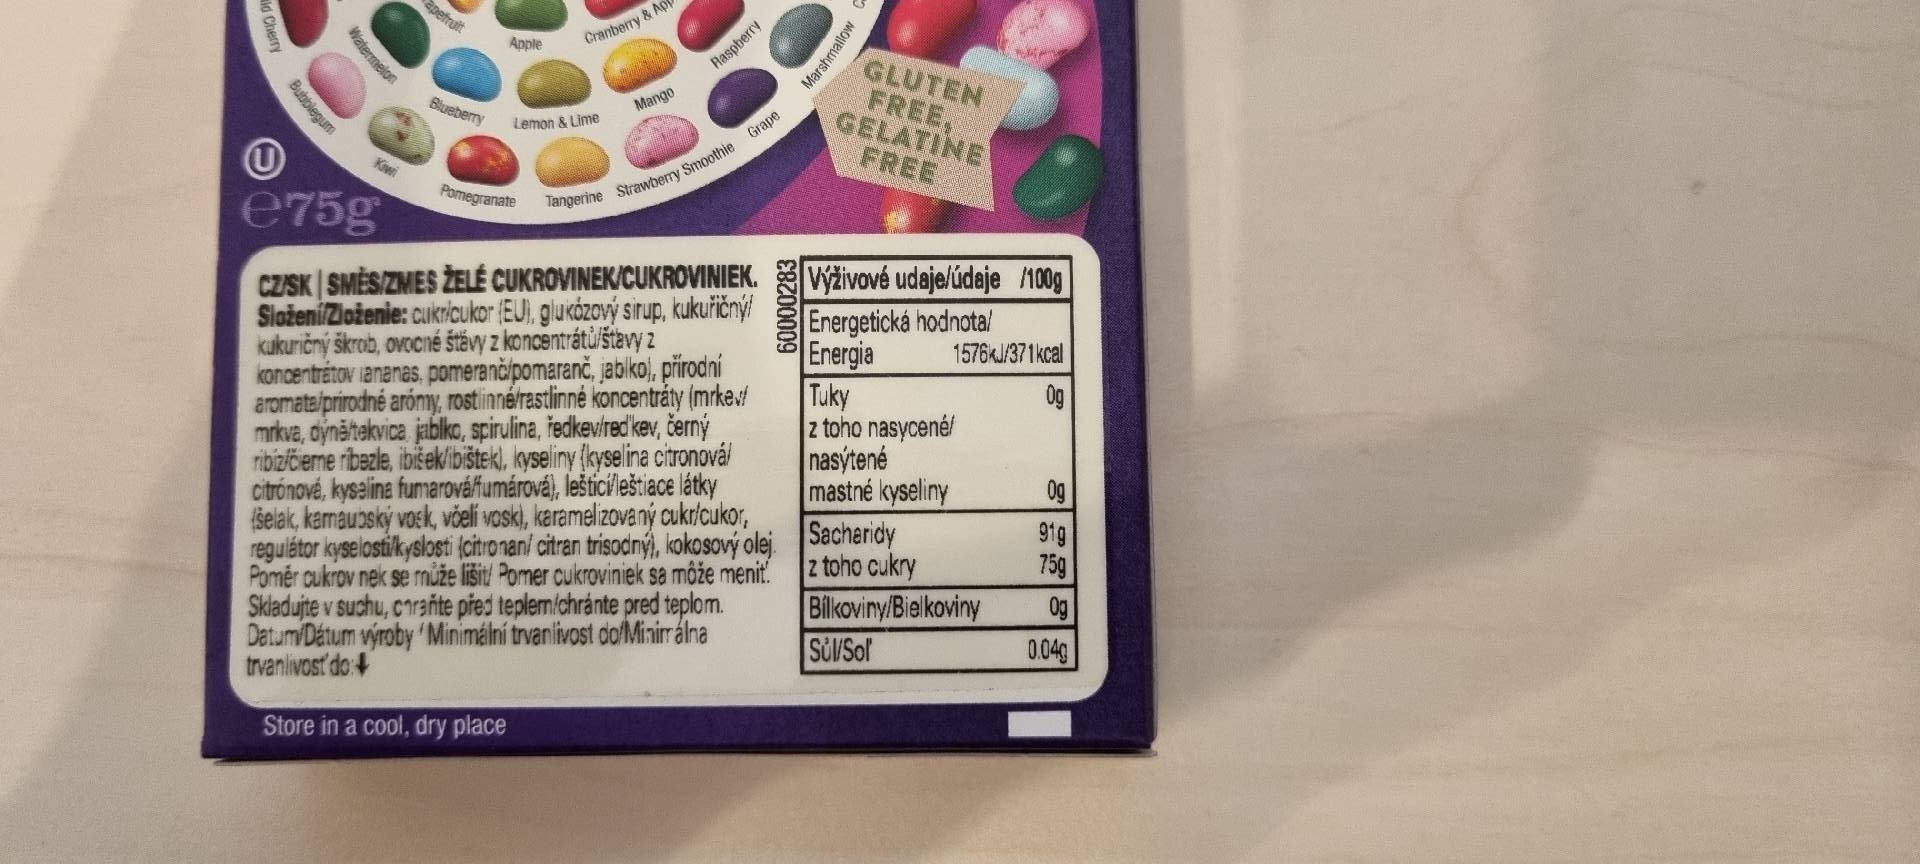 Cherry
Watermelon
Apple
Cranberry &
Raspberry
Marshmallow
Bubblegum
Blueberry
Lemon & Lime
Mango
Grape
Kiwi
Pomegranate
Tangerine
Strawberry Smoothie
GLUTEN
FREE,
GELATINE
FREE
U
e75g
CZ/SK | SMĚS/ZMES ŽELÉ CUKROVINEK/CUKROVINIEK.
Složení/Zloženie: cukr/cukor (EU), glukózový sirup, kukuřičný/
kukuričný škrob, ovocné šťávy z koncentrátů/šťavy z
koncentrátov (ananas, pomeranč/pomaranč, jablko), přírodní
aromata/prírodné arómy, rostlinné/rastlinné koncentráty (mrkev/
mrkva, dýně/tekvica, jablko, spirulina, ředkev/reďkev, černý
ribíz/čierne ríbezle, ibišek/ibištek), kyseliny (kyselina citronová/
citrónová, kyselina fumarová/fumárová), lešticí/leštiace látky
(šelak, karnaubský vosk, včelí vosk), karamelizovaný cukr/cukor,
regulátor kyselosti/kyslosti (citronan/ citran trisodný), kokosový olej.
Poměr cukrovinek se může lišit/ Pomer cukroviniek sa môže meniť.
Skladujte v suchu, chraňte před teplem/chránte pred teplom.
Datum/Dátum výroby / Minimální trvanlivost do/Minimálna
trvanlivosť do:↓
60000283
Výživové udaje/údaje /100g
Energetická hodnota/
Energia 1576kJ/371kcal
Tuky 0g
z toho nasycené/
nasýtené
mastné kyseliny 0g
Sacharidy 91g
z toho cukry 75g
Bílkoviny/Bielkoviny 0g
Sůl/Soľ 0.04g
Store in a cool, dry place